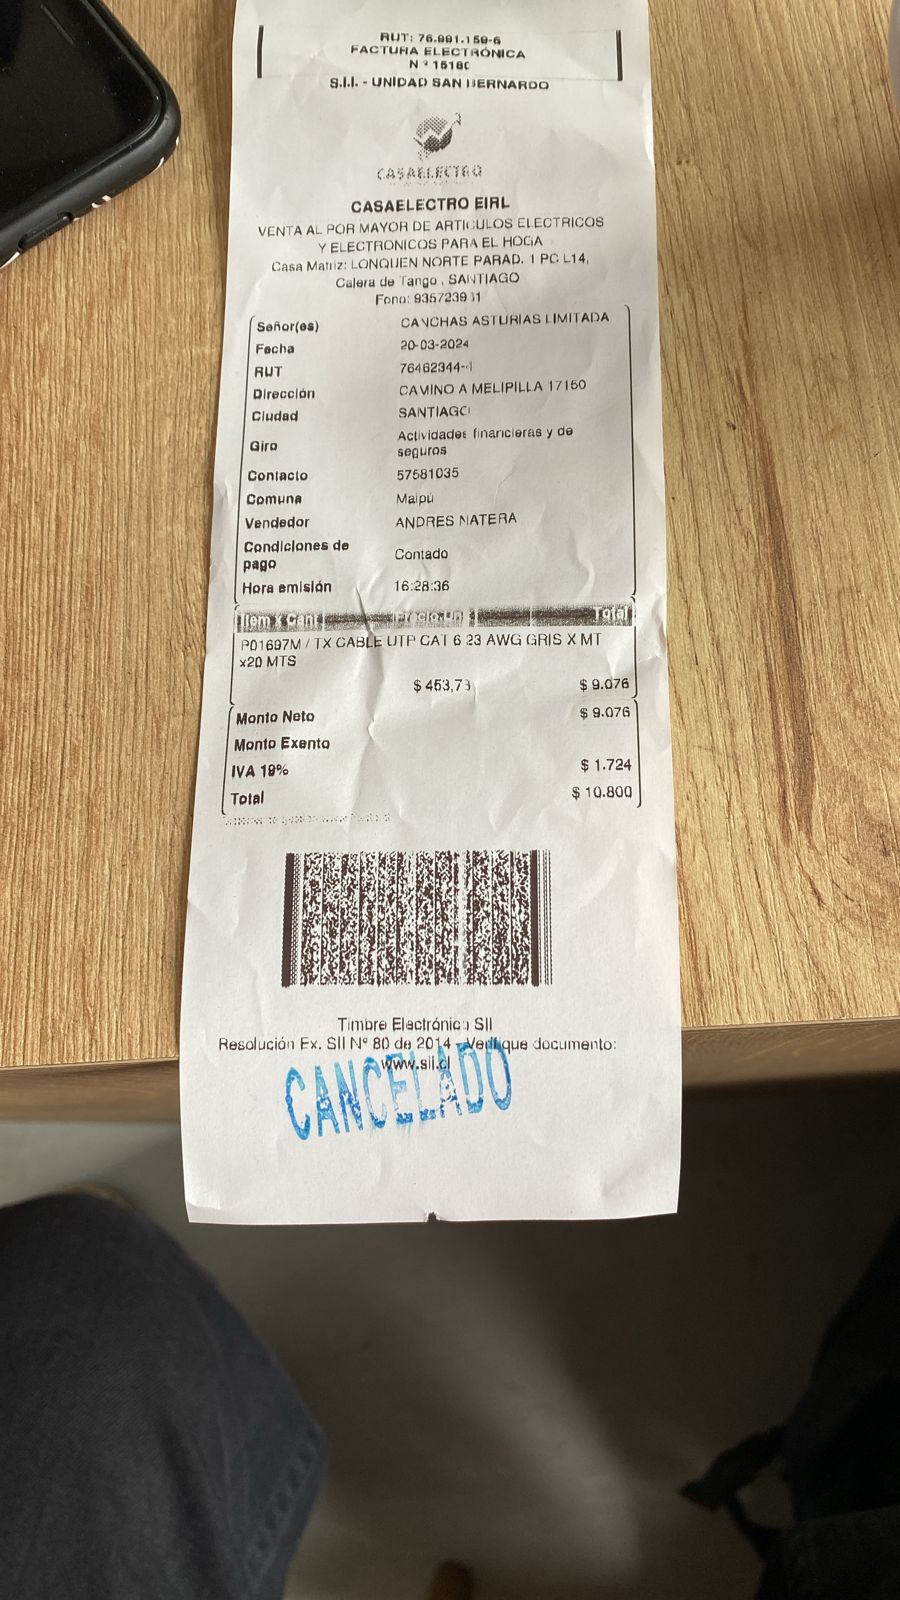 RUT: 76.991.159-6
FACTURA ELECTRÓNICA
N º 15180
S.I.I. - UNIDAD SAN BERNARDO
CASAELECTRO
CASAELECTRO EIRL
VENTA AL POR MAYOR DE ARTICULOS ELECTRICOS
Y ELECTRONICOS PARA EL HOGA
Casa Matriz: LONQUEN NORTE PARAD. 1 PC L14,
Calera de Tango , SANTIAGO
Fono: 935723931
Señor(es) CANCHAS ASTURIAS LIMITADA
Fecha 20-03-2024
RUT 76462344-
Dirección CAMINO A MELIPILLA 17150
Ciudad SANTIAGO
Giro Actividades financieras y de
seguros
Contacto 57581035
Comuna Maipú
Vendedor ANDRES NATERA
Condiciones de
pago Contado
Hora emisión 16:28:36
Item x Cant Precio Un Total
P01697M / TX CABLE UTP CAT 6 23 AWG GRIS X MT
x20 MTS
$ 453,73 $ 9.076
Monto Neto $ 9.076
Monto Exento
IVA 19% $ 1.724
Total $ 10.800
Timbre Electrónico SII
Resolución Ex. SII Nº 80 de 2014 - Verifique documento:
www.sii.cl
CANCELADO